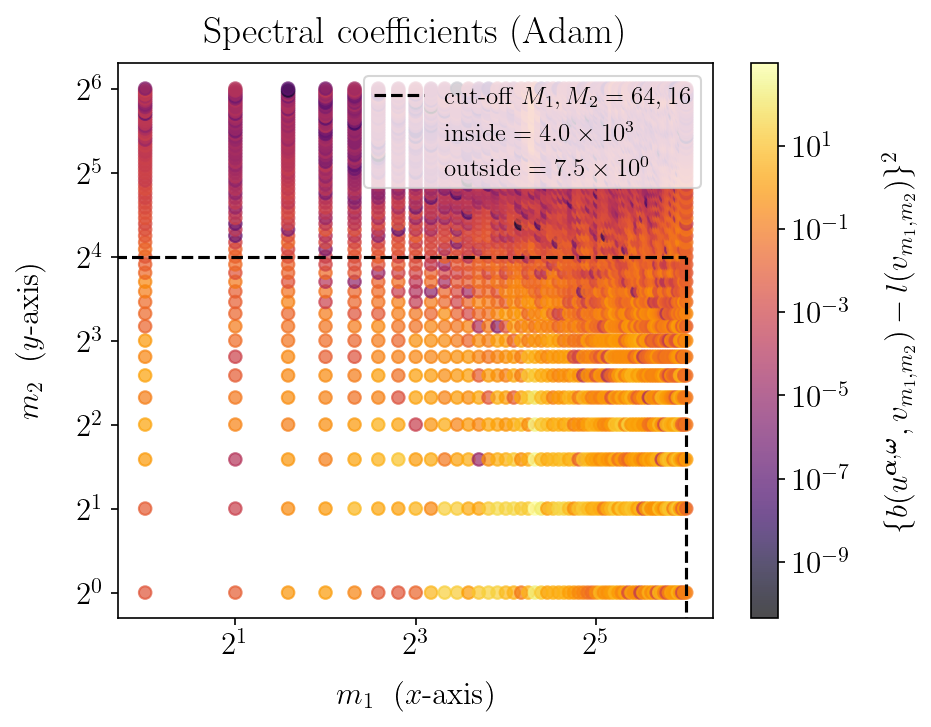 Spectral coefficients (Adam)
cut-off M₁, M₂ = 64, 16
inside = 4.0 × 10³
outside = 7.5 × 10⁰
2⁶
2⁵
2⁴
2³
2²
2¹
2⁰
m₂ (y-axis)
2¹
2³
2⁵
m₁ (x-axis)
10¹
10⁻¹
10⁻³
10⁻⁵
10⁻⁷
10⁻⁹
{b(u^{α,ω}, v_{m₁,m₂}) − l(v_{m₁,m₂})}²